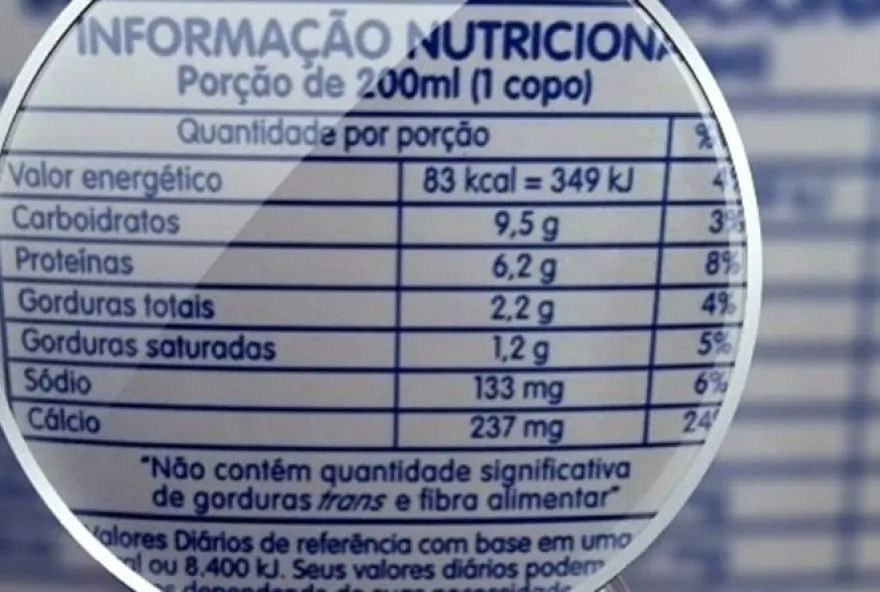 INFORMAÇÃO NUTRICIONA
Porção de 200ml (1 copo)
Quantidade por porção %
Valor energético 83 kcal = 349 kJ 4%
Carboidratos 9,5 g 3%
Proteínas 6,2 g 8%
Gorduras totais 2,2 g 4%
Gorduras saturadas 1,2 g 5%
Sódio 133 mg 6%
Cálcio 237 mg 24%
"Não contém quantidade significativa
de gorduras trans e fibra alimentar"
Valores Diários de referência com base em uma
ou 8.400 kJ. Seus valores diários podem